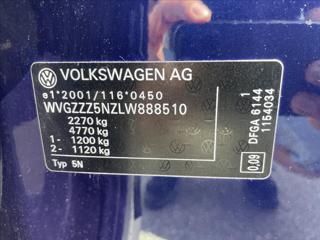 VOLKSWAGEN AG
e1*2001/116*0450
WVGZZZ5NZLW888510
2270 kg
4770 kg
1- 1200 kg
2- 1120 kg
Typ 5N
1
DFGA 6144
1154034
0,09